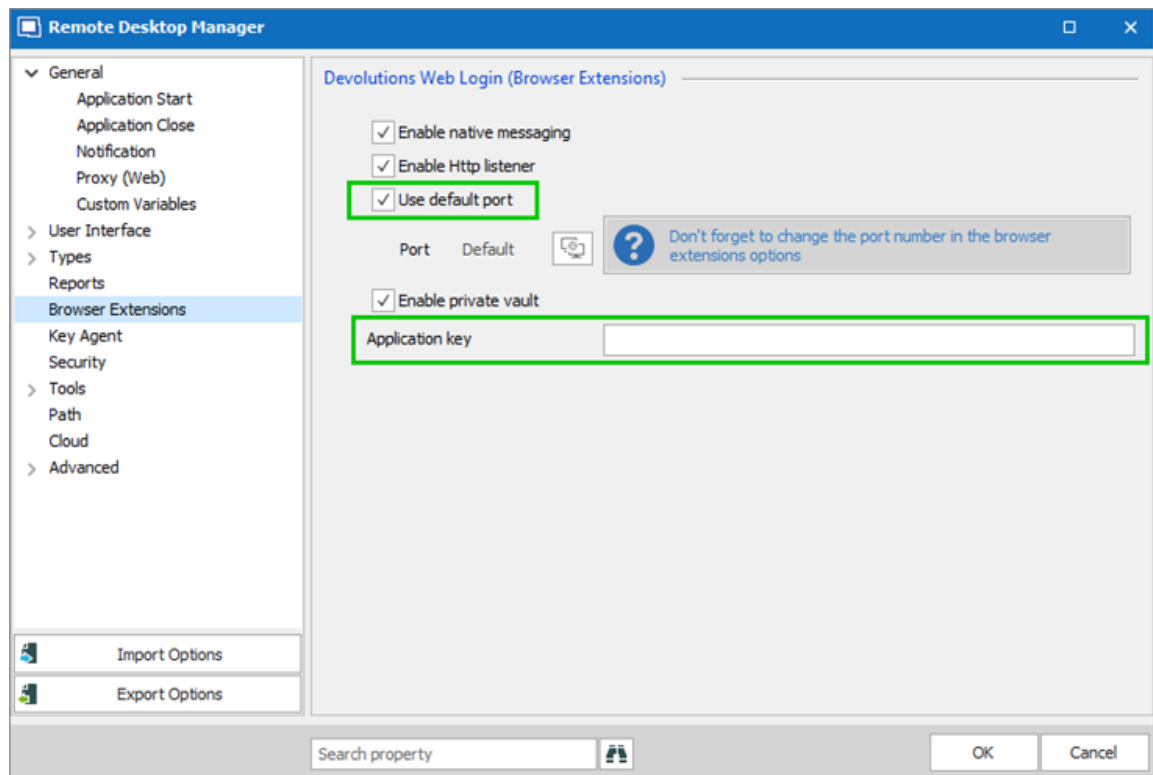 Remote Desktop Manager
General
Application Start
Application Close
Notification
Proxy (Web)
Custom Variables
User Interface
Types
Reports
Browser Extensions
Key Agent
Security
Tools
Path
Cloud
Advanced
Import Options
Export Options
Devolutions Web Login (Browser Extensions)
Enable native messaging
Enable Http listener
Use default port
Port Default
Don't forget to change the port number in the browser
extensions options
Enable private vault
Application key
Search property
OK Cancel